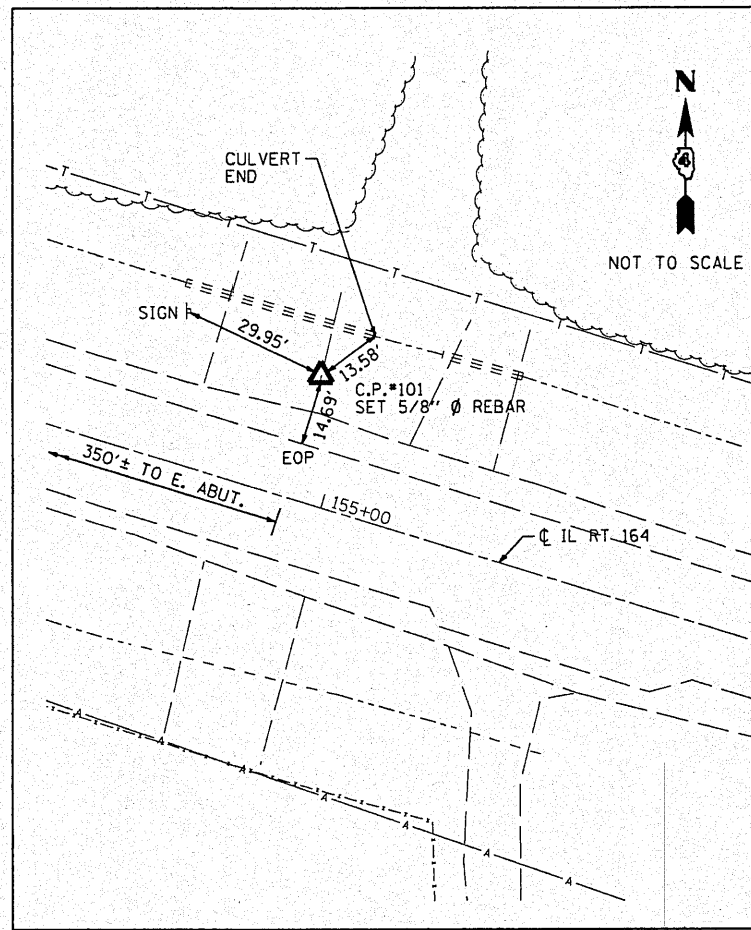 N
4
NOT TO SCALE
CULVERT
END
T T T T T T T T T
SIGN
29.95'
13.58'
C.P.#101
SET 5/8" Ø REBAR
14.69'
EOP
350'± TO E. ABUT.
155+00
℄ IL RT 164
A A A A A A A